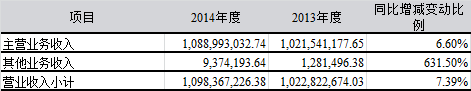 项目 2014年度 2013年度 同比增减变动比例
主营业务收入 1,088,993,032.74 1,021,541,177.65 6.60%
其他业务收入 9,374,193.64 1,281,496.38 631.50%
营业收入小计 1,098,367,226.38 1,022,822,674.03 7.39%